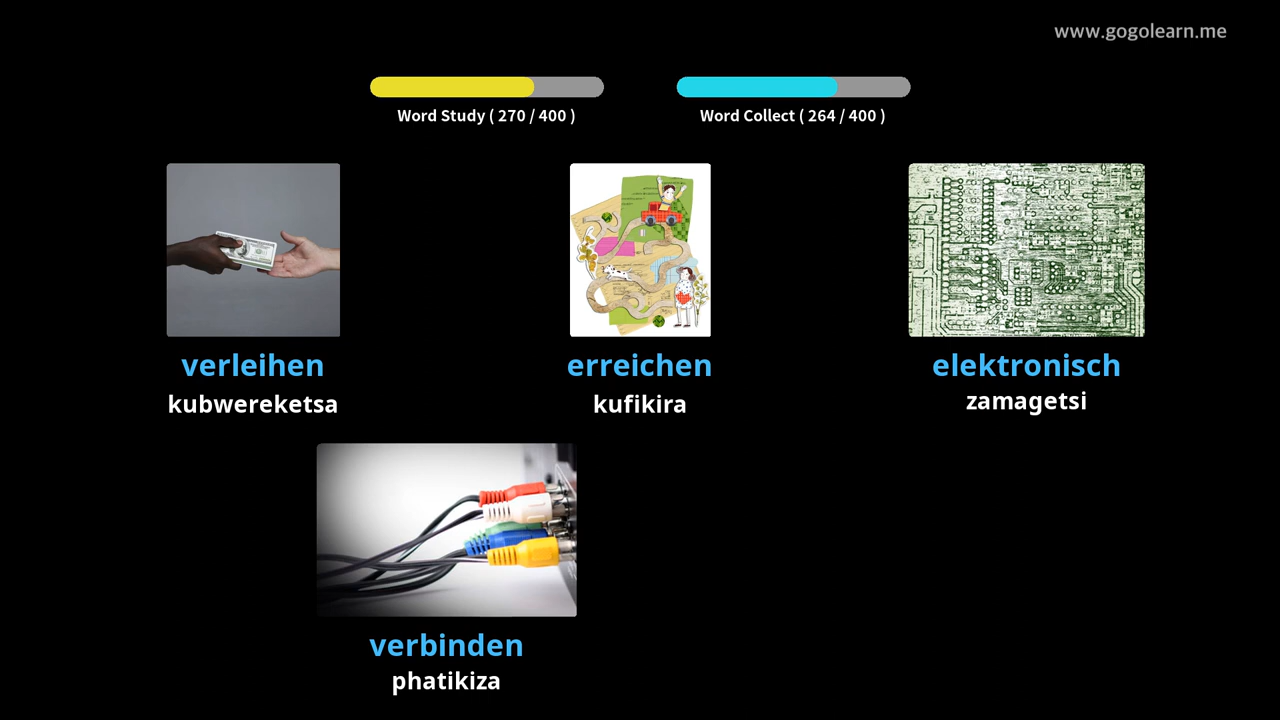 www.gogolearn.me
Word Study ( 270 / 400 )
Word Collect ( 264 / 400 )
verleihen
kubwereketsa
erreichen
kufikira
elektronisch
zamagetsi
verbinden
phatikiza